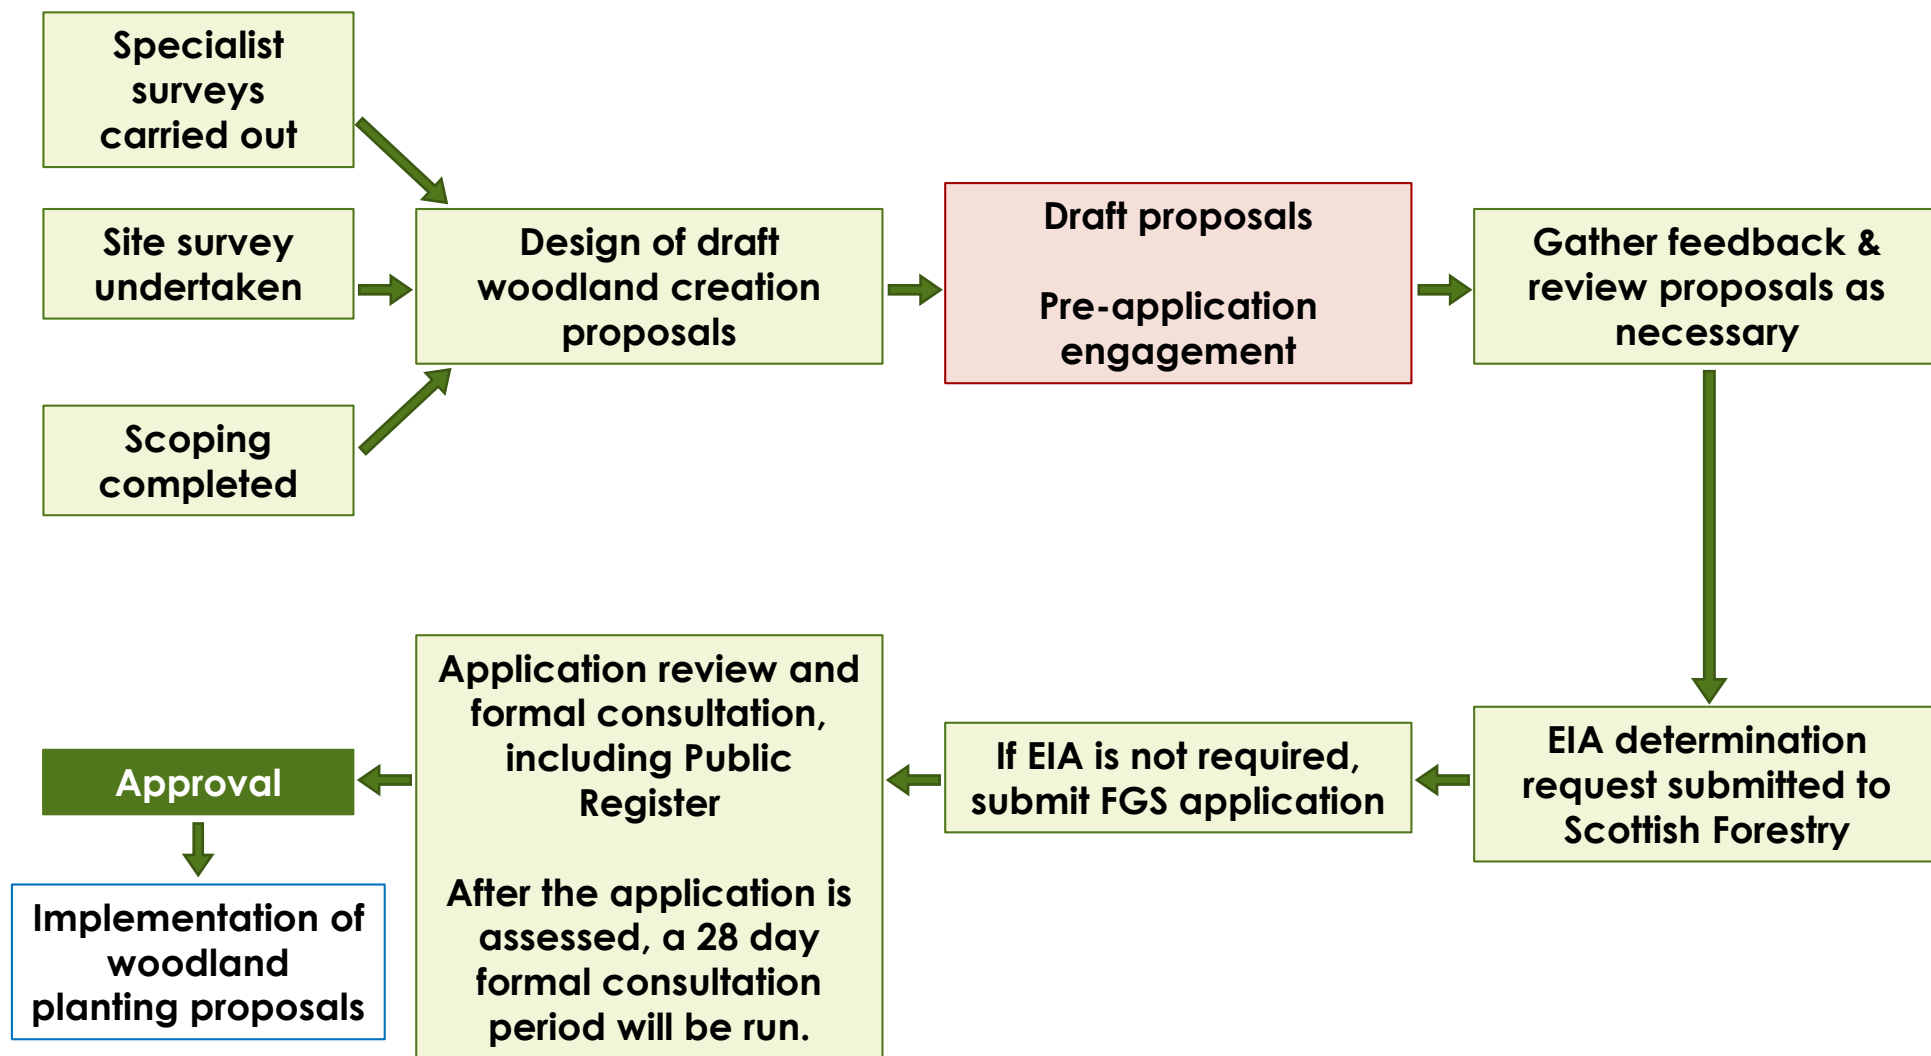 Specialist
surveys
carried out
Site survey
undertaken
Scoping
completed
Design of draft
woodland creation
proposals
Draft proposals
Pre-application
engagement
Gather feedback &
review proposals as
necessary
EIA determination
request submitted to
Scottish Forestry
If EIA is not required,
submit FGS application
Application review and
formal consultation,
including Public
Register
After the application is
assessed, a 28 day
formal consultation
period will be run.
Approval
Implementation of
woodland
planting proposals